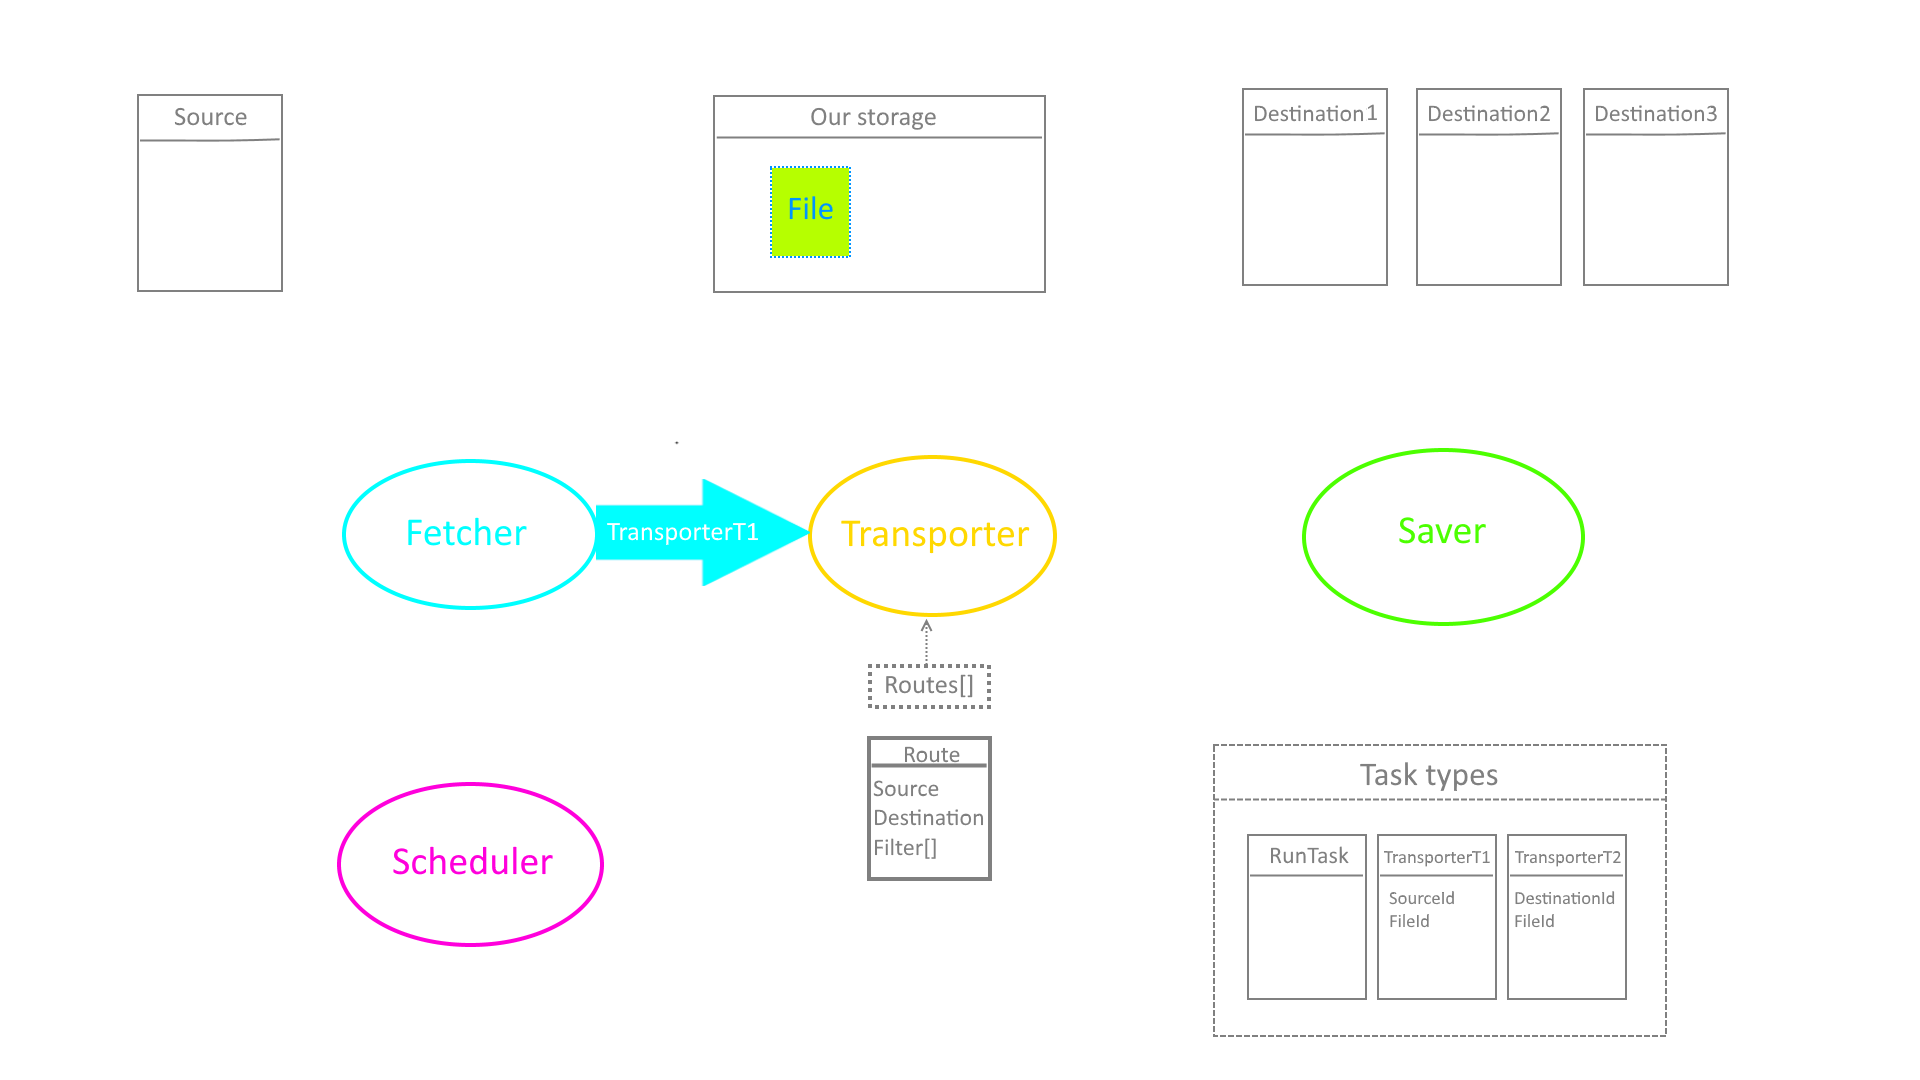 Source
Our storage
File
Destination1
Destination2
Destination3
Fetcher
TransporterT1
Transporter
Saver
Routes[]
Route
Source
Destination
Filter[]
Scheduler
Task types
RunTask
TransporterT1
SourceId
FileId
TransporterT2
DestinationId
FileId